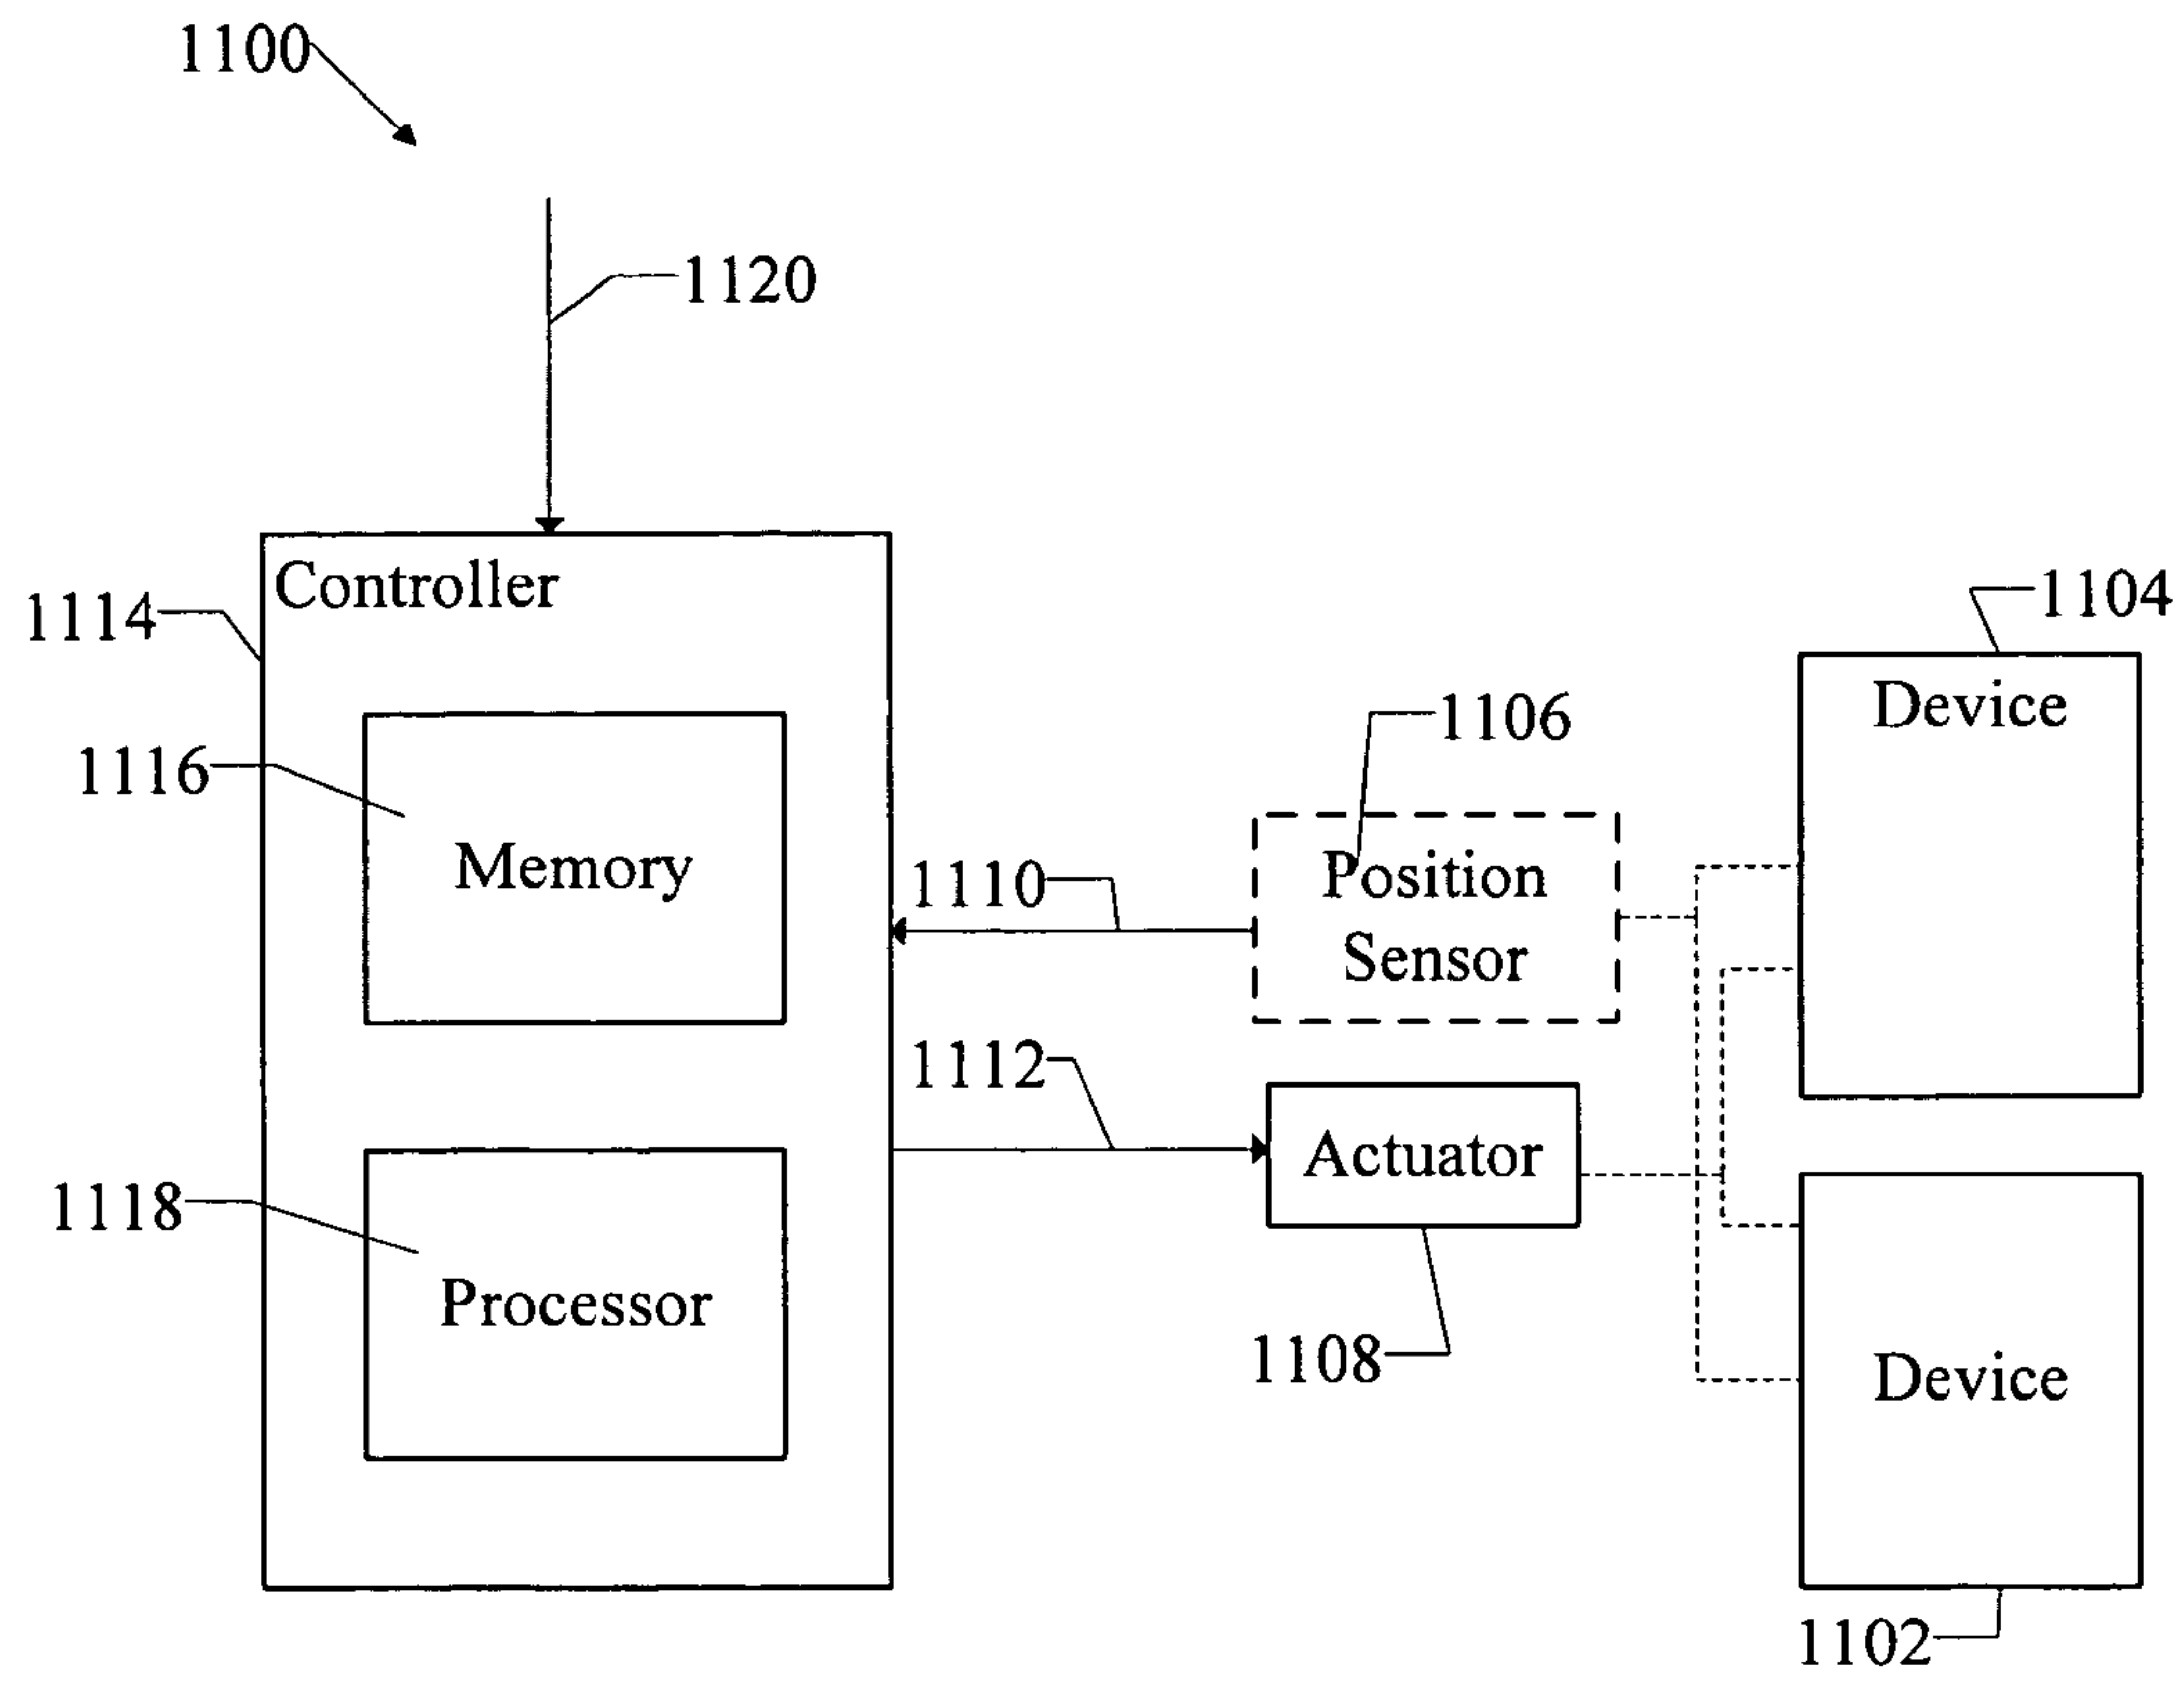 1100
1120
Controller
1114
1104
Device
1106
1116
Memory
1110
Position
Sensor
1112
Actuator
1118
Processor
1108
Device
1102